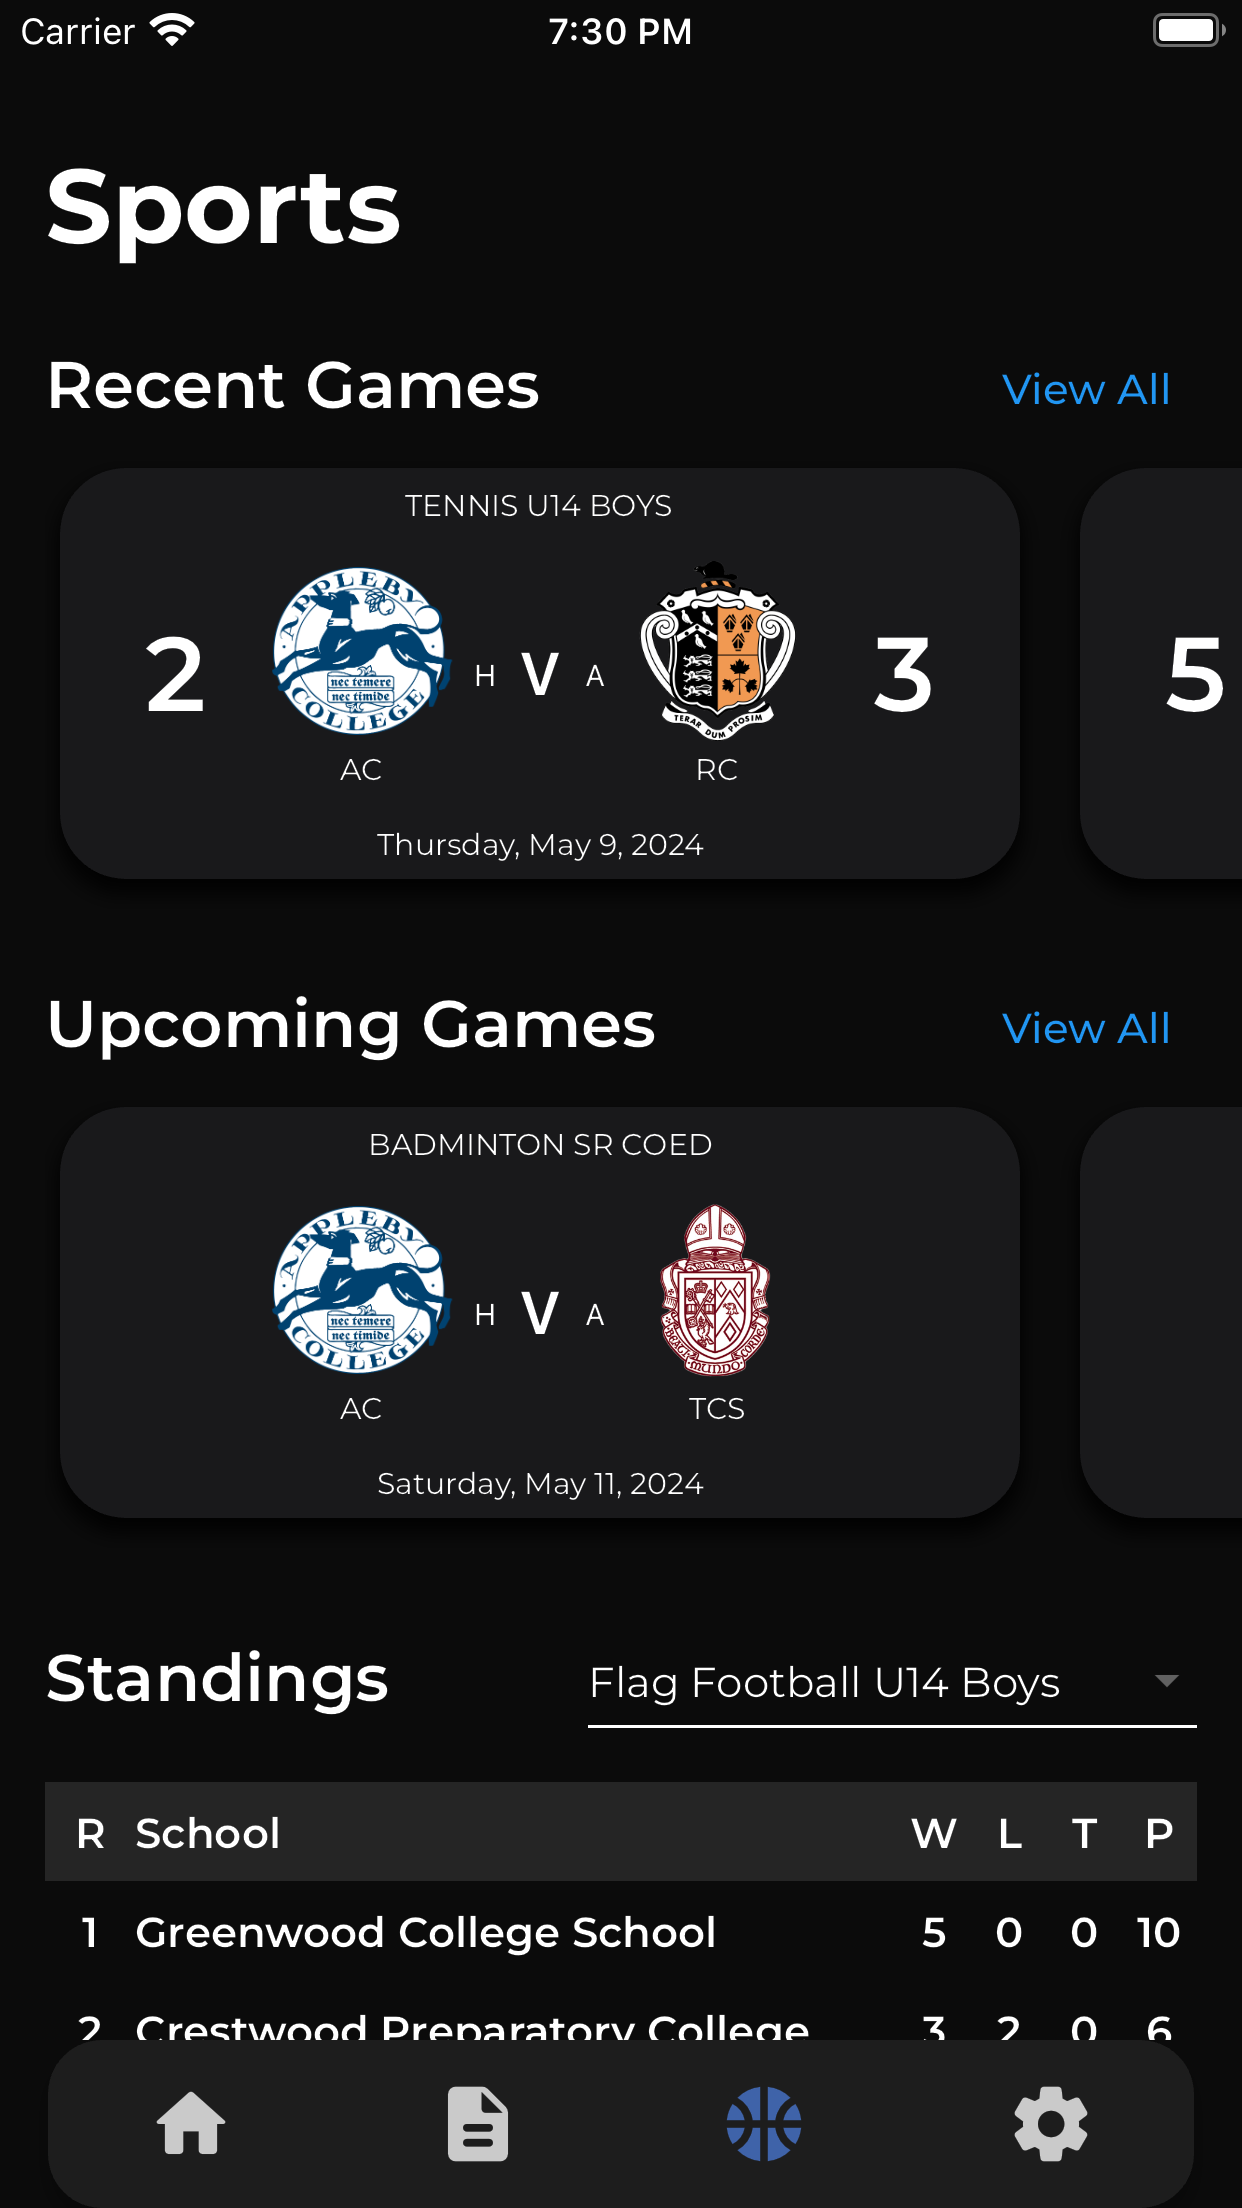 Carrier 7:30 PM
Sports
Recent Games View All
TENNIS U14 BOYS
APPLEBY
2 H V A 3 5
nec temere
nec timide
COLLEGE
TERAR DUM PROSIM
AC RC
Thursday, May 9, 2024
Upcoming Games View All
BADMINTON SR COED
APPLEBY
H V A
nec temere
nec timide
COLLEGE
BEATI MUNDO CORDE
AC TCS
Saturday, May 11, 2024
Standings Flag Football U14 Boys
R School W L T P
1 Greenwood College School 5 0 0 10
2 Crestwood Preparatory College 3 2 0 6